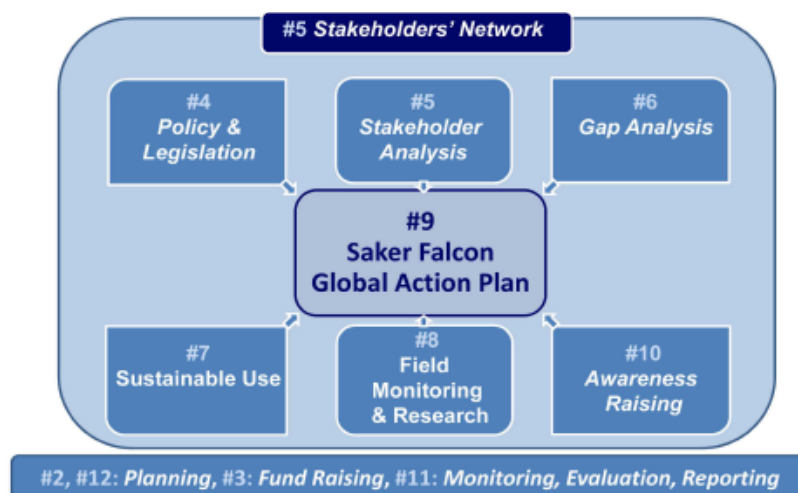 #5 Stakeholders' Network
#4
Policy &
Legislation
#5
Stakeholder
Analysis
#6
Gap Analysis
#9
Saker Falcon
Global Action Plan
#7
Sustainable Use
#8
Field
Monitoring
& Research
#10
Awareness
Raising
#2, #12: Planning, #3: Fund Raising, #11: Monitoring, Evaluation, Reporting